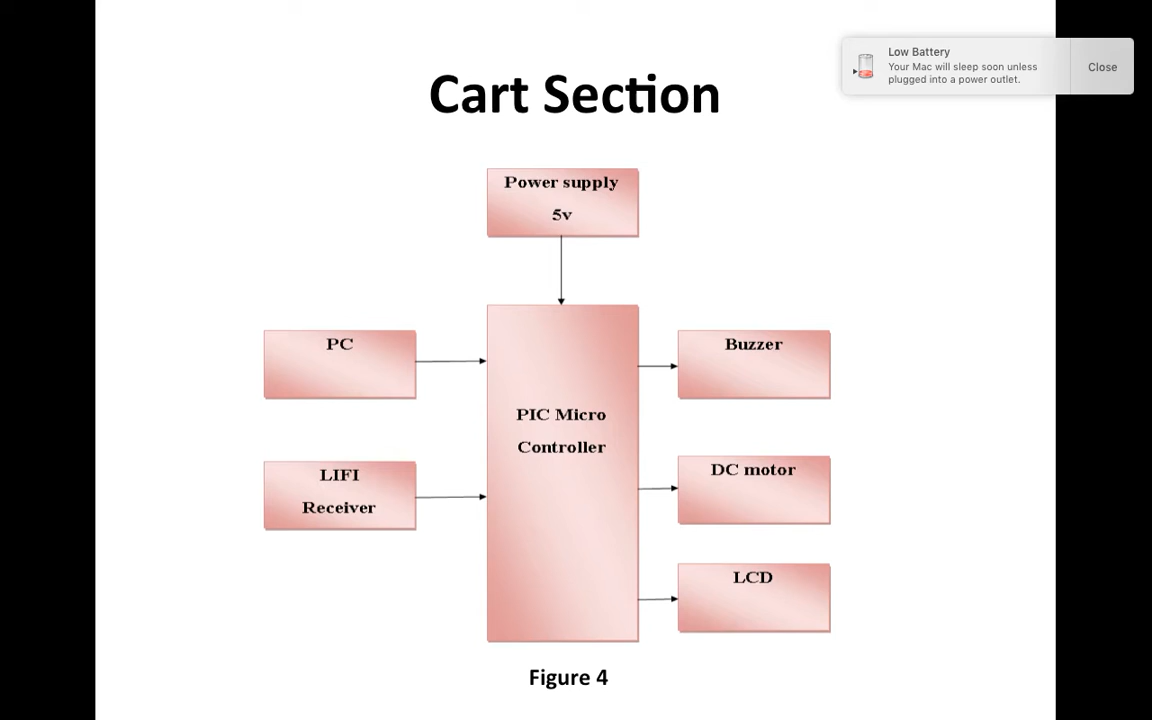 Low Battery
Your Mac will sleep soon unless
plugged into a power outlet.
Close
Cart Section
Power supply
5v
PC
LIFI
Receiver
PIC Micro
Controller
Buzzer
DC motor
LCD
Figure 4